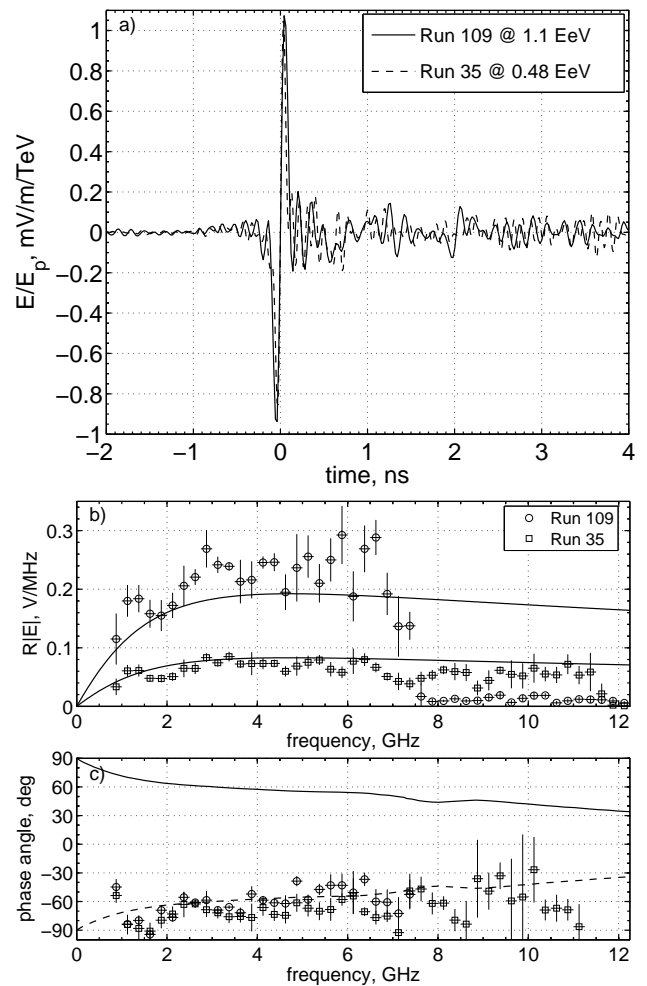 a)
Run 109 @ 1.1 EeV
Run 35 @ 0.48 EeV
1
0.8
0.6
0.4
0.2
0
−0.2
−0.4
−0.6
−0.8
−1
E/E_p, mV/m/TeV
−2 −1 0 1 2 3 4
time, ns
b)
Run 109
Run 35
0.3
0.2
0.1
0
R|E|, V/MHz
0 2 4 6 8 10 12
frequency, GHz
c)
90
60
30
0
−30
−60
−90
phase angle, deg
0 2 4 6 8 10 12
frequency, GHz